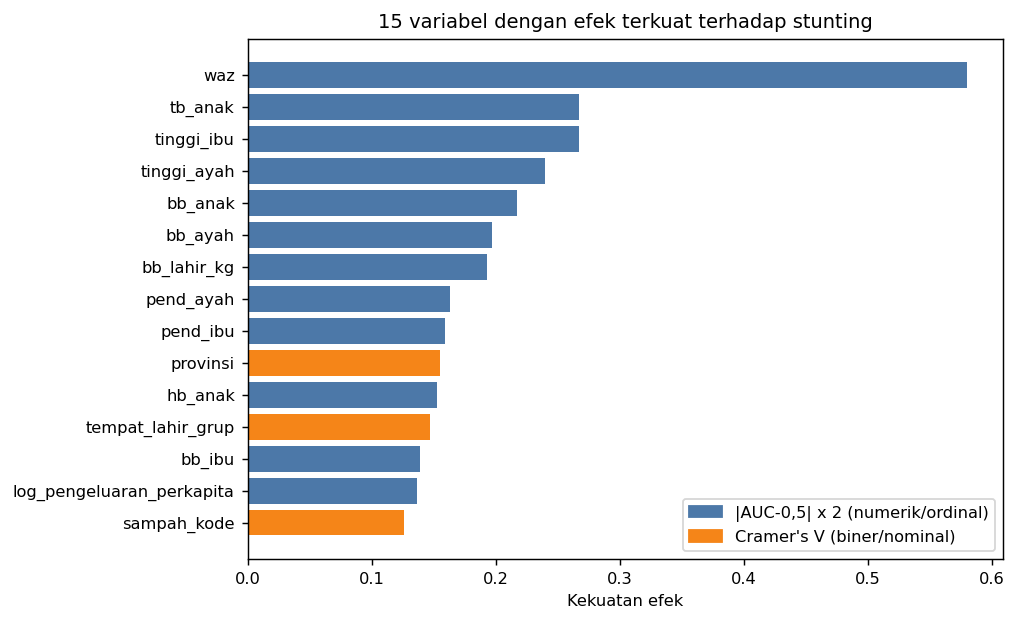 15 variabel dengan efek terkuat terhadap stunting
waz
tb_anak
tinggi_ibu
tinggi_ayah
bb_anak
bb_ayah
bb_lahir_kg
pend_ayah
pend_ibu
provinsi
hb_anak
tempat_lahir_grup
bb_ibu
log_pengeluaran_perkapita
sampah_kode
|AUC-0,5| x 2 (numerik/ordinal)
Cramer's V (biner/nominal)
0.0 0.1 0.2 0.3 0.4 0.5 0.6
Kekuatan efek